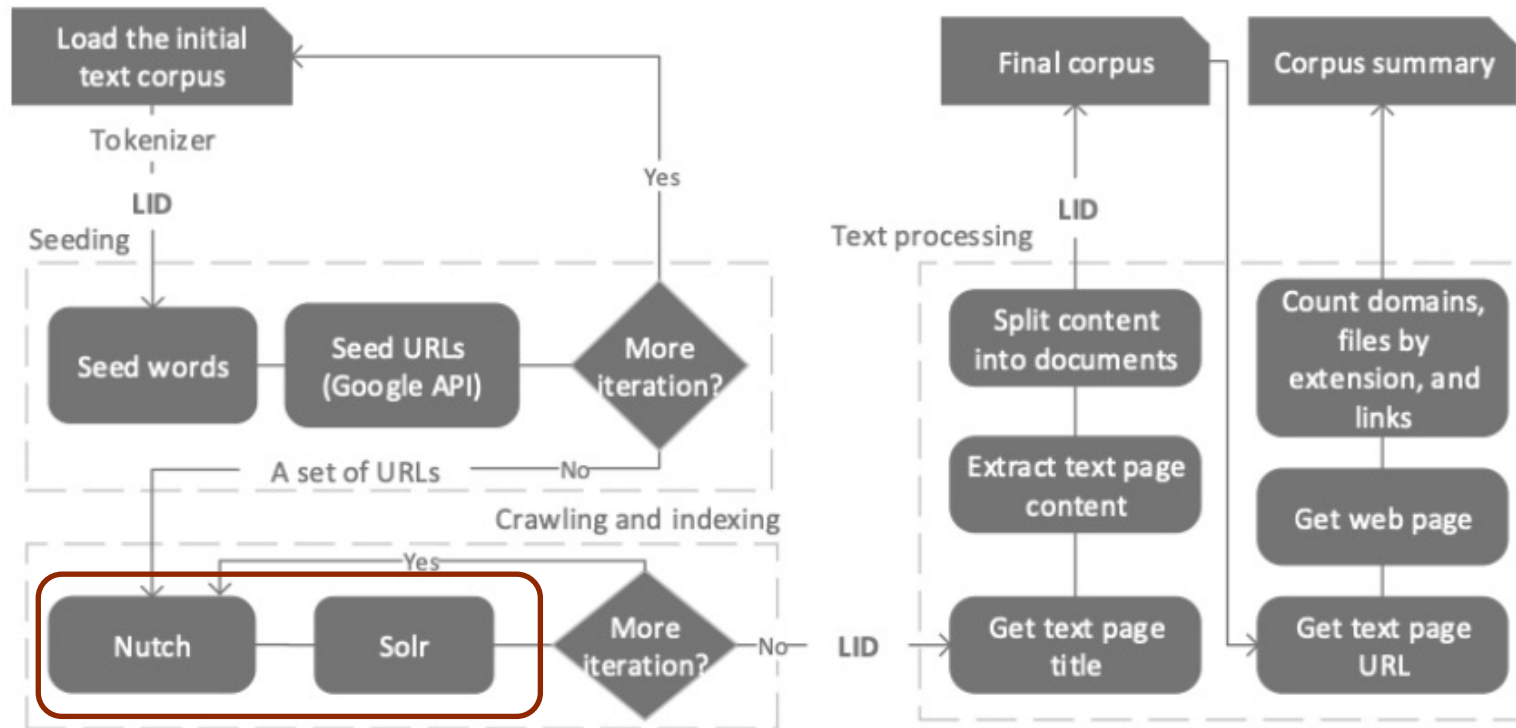 Load the initial
text corpus
Tokenizer
LID
Seeding
Seed words
Seed URLs
(Google API)
More
iteration?
Yes
No
A set of URLs
Crawling and indexing
Yes
Nutch
Solr
More
iteration?
No
LID
Text processing
Get text page
title
Extract text page
content
Split content
into documents
LID
Final corpus
Get text page
URL
Get web page
Count domains,
files by
extension, and
links
Corpus summary